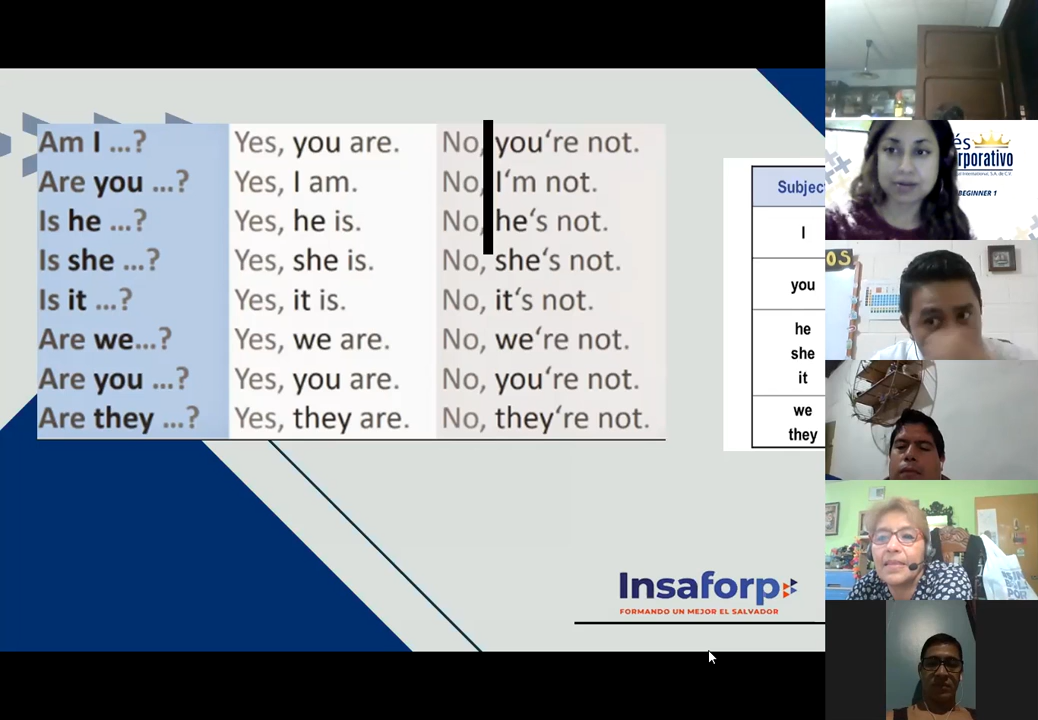 Am I ...? Yes, you are. No, you're not.
Are you ...? Yes, I am. No, I'm not.
Is he ...? Yes, he is. No, he's not.
Is she ...? Yes, she is. No, she's not.
Is it ...? Yes, it is. No, it's not.
Are we...? Yes, we are. No, we're not.
Are you ...? Yes, you are. No, you're not.
Are they ...? Yes, they are. No, they're not.
Subject
I
you
he
she
it
we
they
Insaforp
FORMANDO UN MEJOR EL SALVADOR
és
orporativo
BEGINNER 1
OS